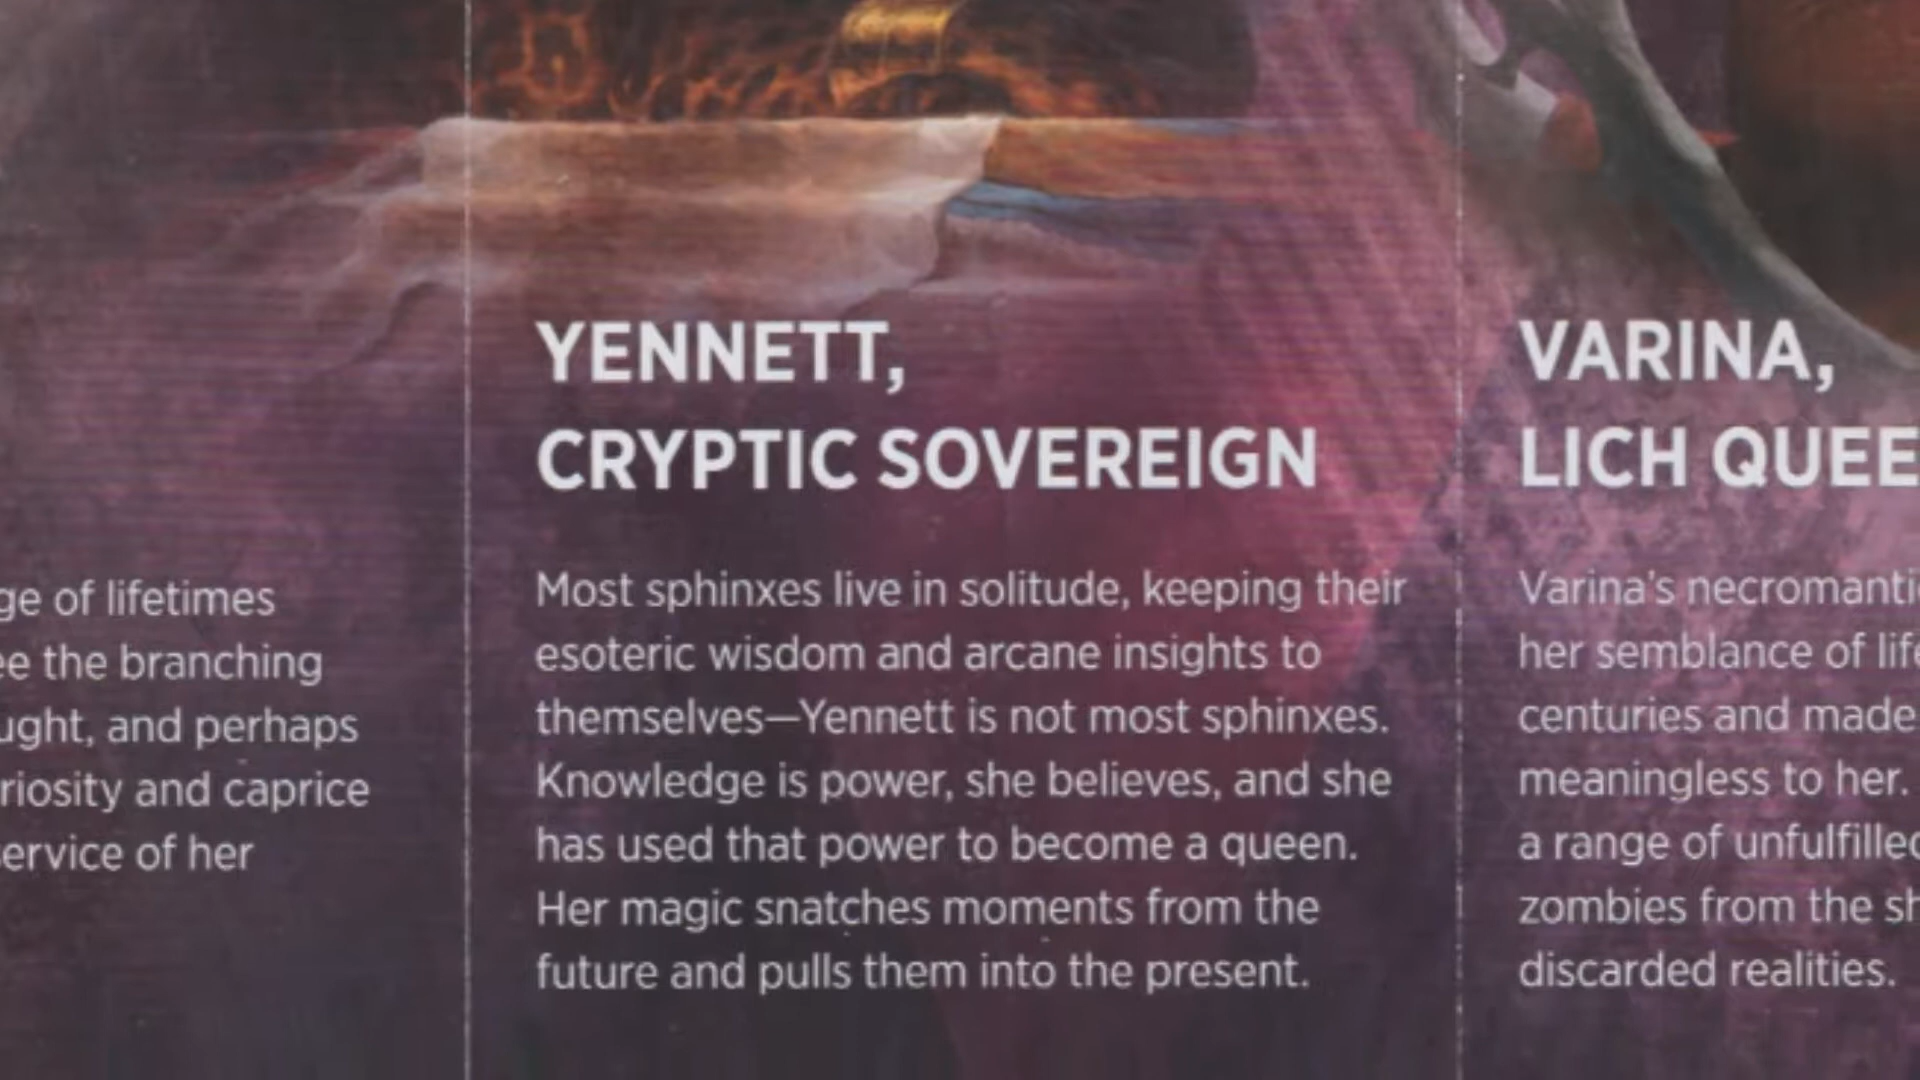 ge of lifetimes
ee the branching
ught, and perhaps
riosity and caprice
service of her
YENNETT,
CRYPTIC SOVEREIGN
Most sphinxes live in solitude, keeping their
esoteric wisdom and arcane insights to
themselves—Yennett is not most sphinxes.
Knowledge is power, she believes, and she
has used that power to become a queen.
Her magic snatches moments from the
future and pulls them into the present.
VARINA,
LICH QUEE
Varina's necromanti
her semblance of life
centuries and made
meaningless to her.
a range of unfulfilled
zombies from the sh
discarded realities.